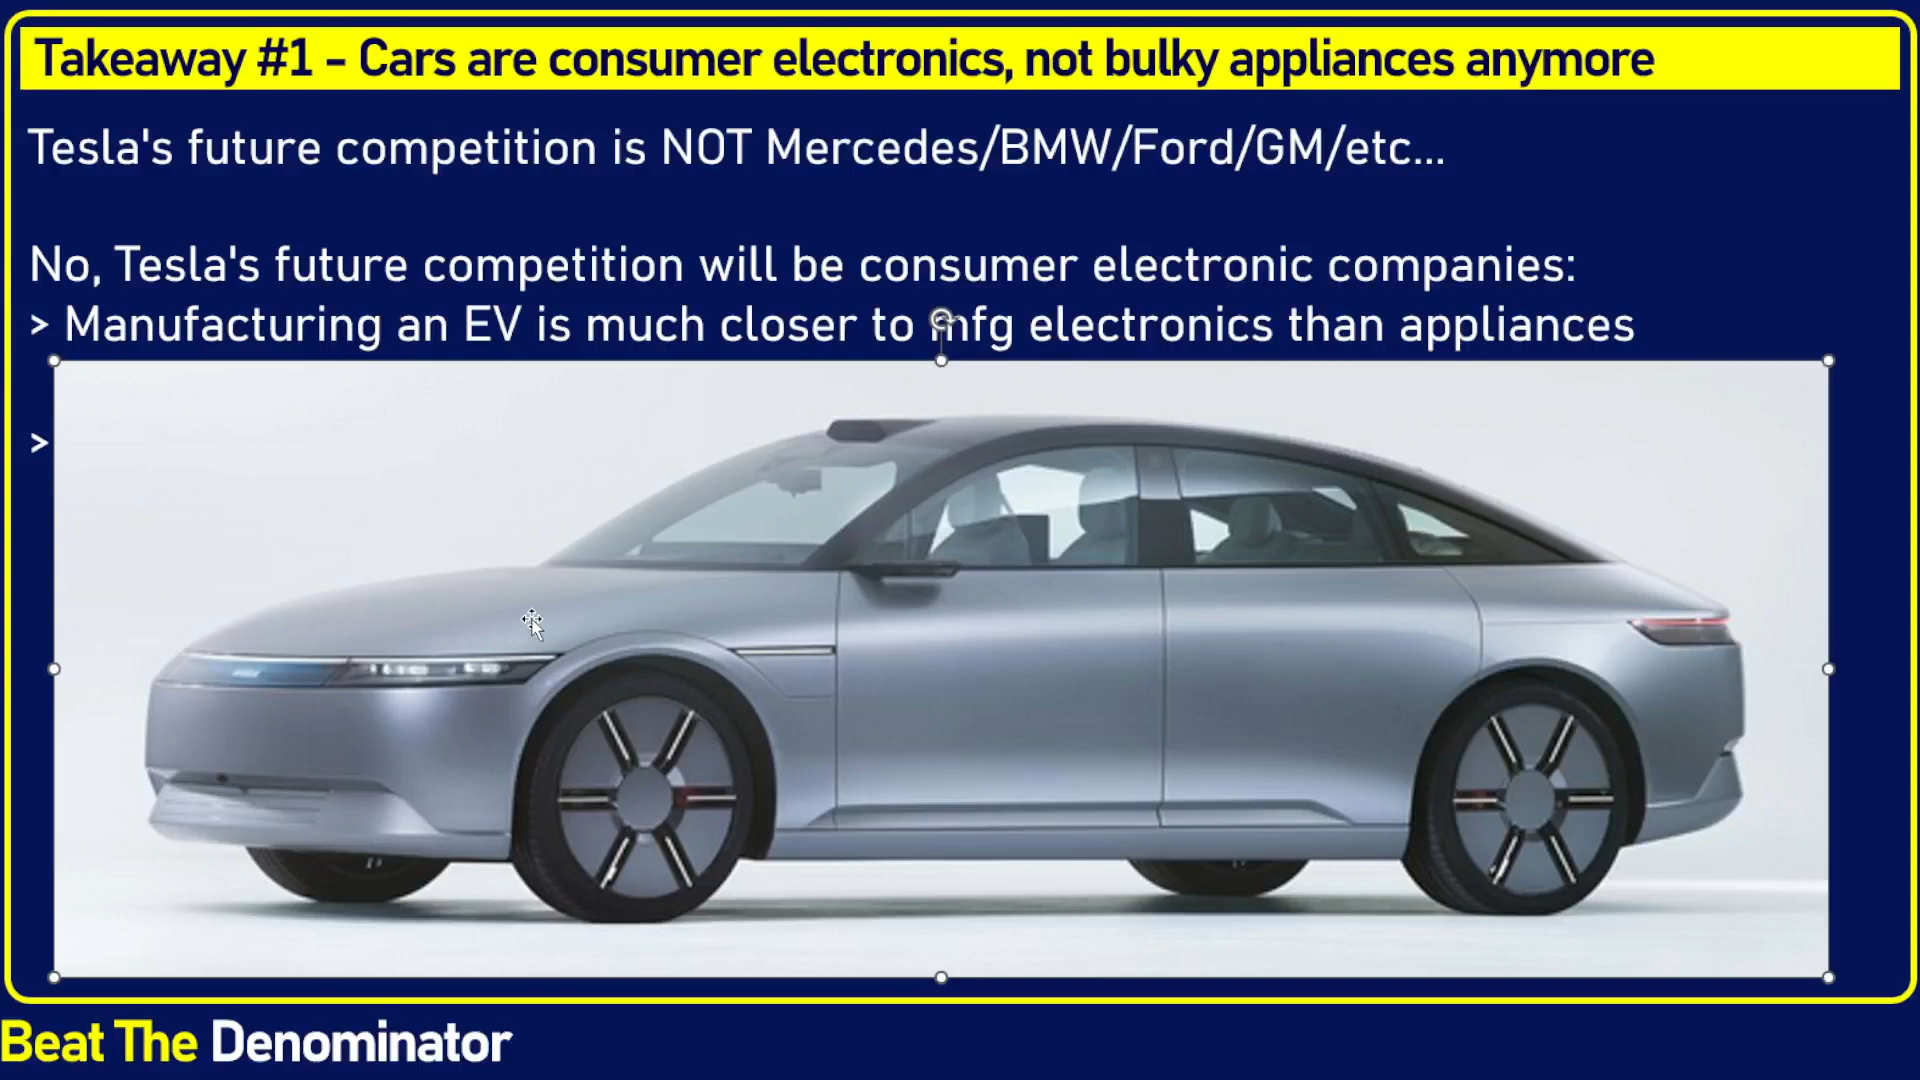 Takeaway #1 - Cars are consumer electronics, not bulky appliances anymore
Tesla's future competition is NOT Mercedes/BMW/Ford/GM/etc...
No, Tesla's future competition will be consumer electronic companies:
> Manufacturing an EV is much closer to mfg electronics than appliances
>
Beat The Denominator